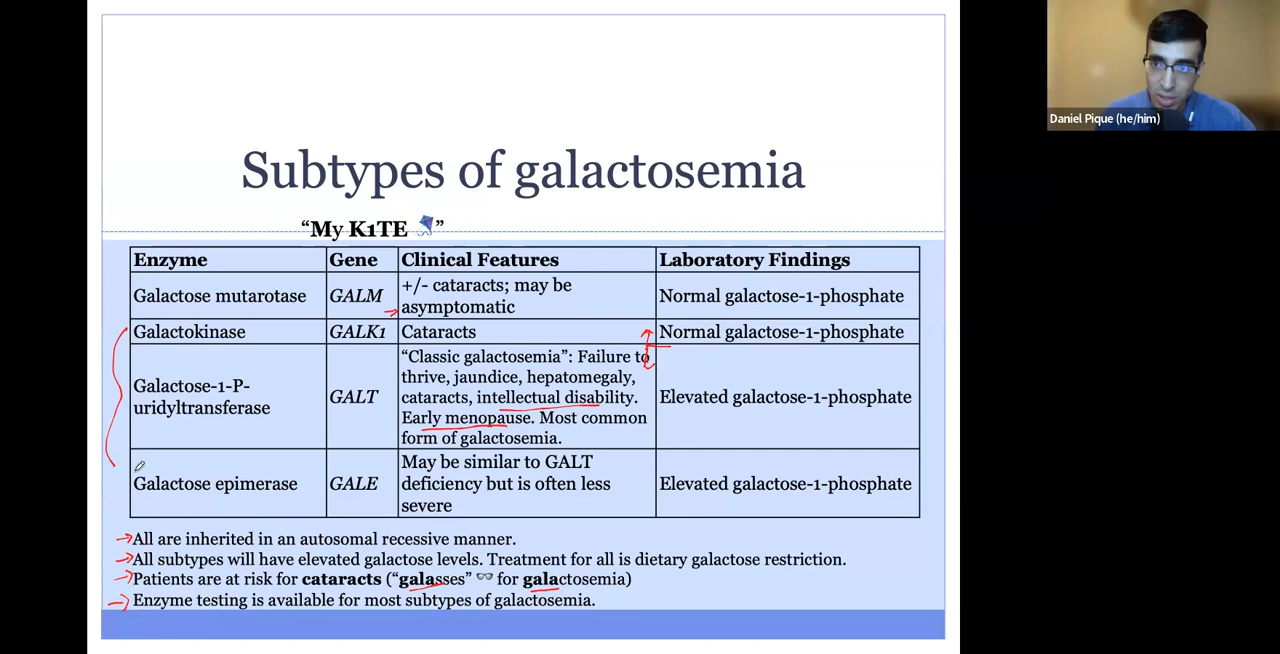 Daniel Pique (he/him)
Subtypes of galactosemia
“My K1TE 🪁”
Enzyme Gene Clinical Features Laboratory Findings
Galactose mutarotase GALM +/- cataracts; may be asymptomatic Normal galactose-1-phosphate
Galactokinase GALK1 Cataracts Normal galactose-1-phosphate
Galactose-1-P-
uridyltransferase
GALT
“Classic galactosemia”: Failure to
thrive, jaundice, hepatomegaly,
cataracts, intellectual disability.
Early menopause. Most common
form of galactosemia.
Elevated galactose-1-phosphate
Galactose epimerase
GALE
May be similar to GALT
deficiency but is often less
severe
Elevated galactose-1-phosphate
All are inherited in an autosomal recessive manner.
All subtypes will have elevated galactose levels. Treatment for all is dietary galactose restriction.
Patients are at risk for cataracts (“galasses” 👓 for galactosemia)
Enzyme testing is available for most subtypes of galactosemia.